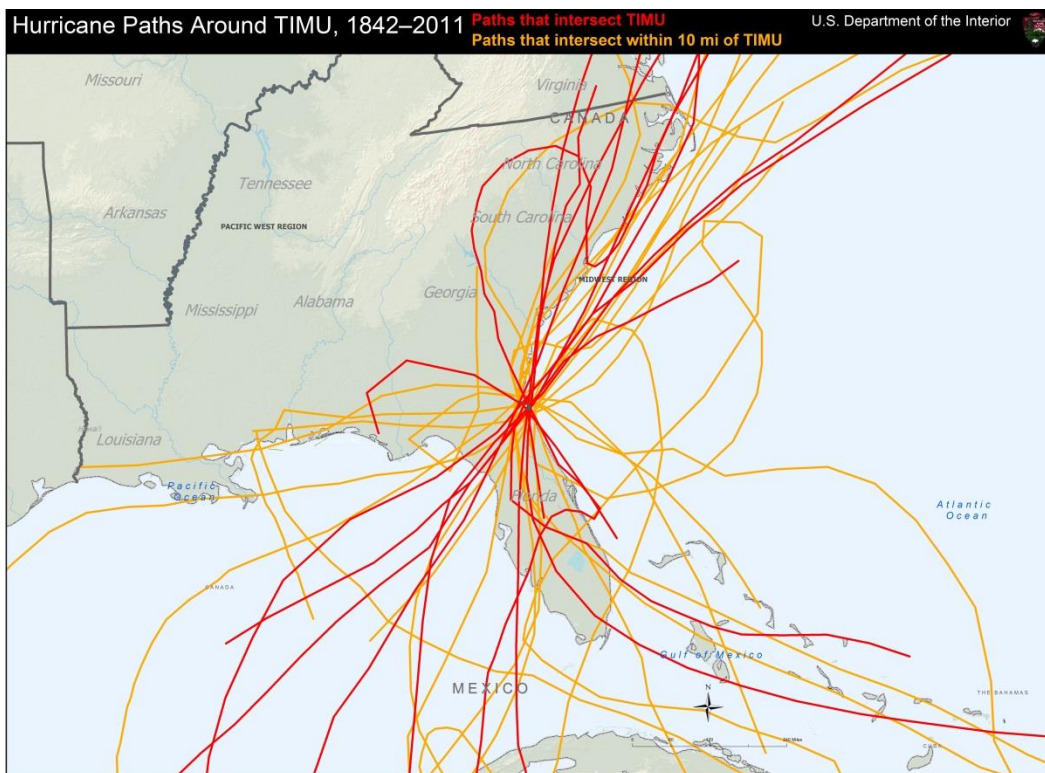 Hurricane Paths Around TIMU, 1842–2011
Paths that intersect TIMU
Paths that intersect within 10 mi of TIMU
U.S. Department of the Interior
Missouri
Virginia
CANADA
North Carolina
Tennessee
Arkansas
South Carolina
PACIFIC WEST REGION
MIDWEST REGION
Georgia
Alabama
Mississippi
Hawai'i
Louisiana
Pacific
Ocean
Florida
Atlantic
Ocean
CANADA
Gulf of Mexico
MEXICO
N
THE BAHAMAS
CUBA